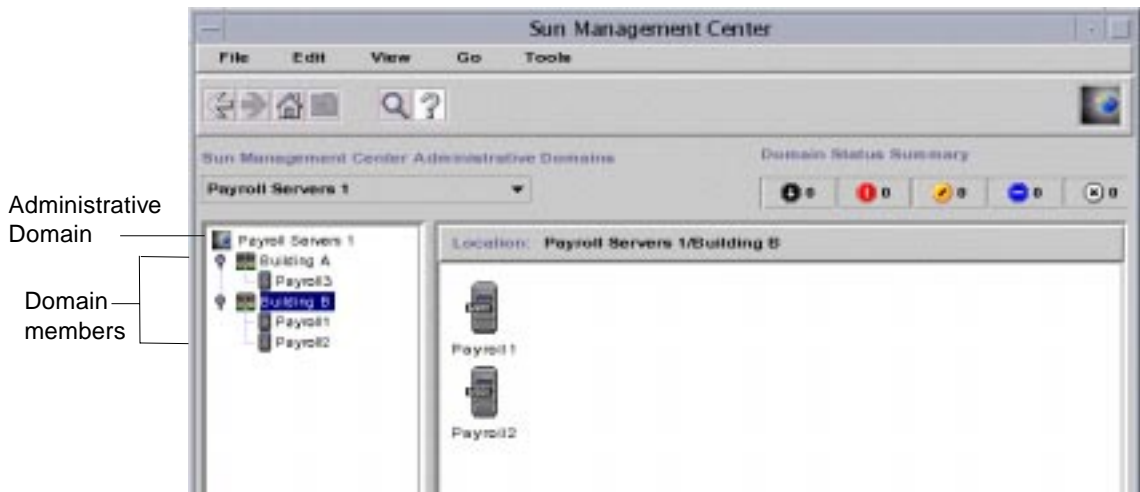 Sun Management Center
File Edit View Go Tools
Sun Management Center Administrative Domains
Domain Status Summary
Payroll Servers 1
0 0 0 0 0
Administrative
Domain
Domain
members
Payroll Servers 1
Building A
Payroll3
Building B
Payroll1
Payroll2
Location: Payroll Servers 1/Building B
Payroll1
Payroll2